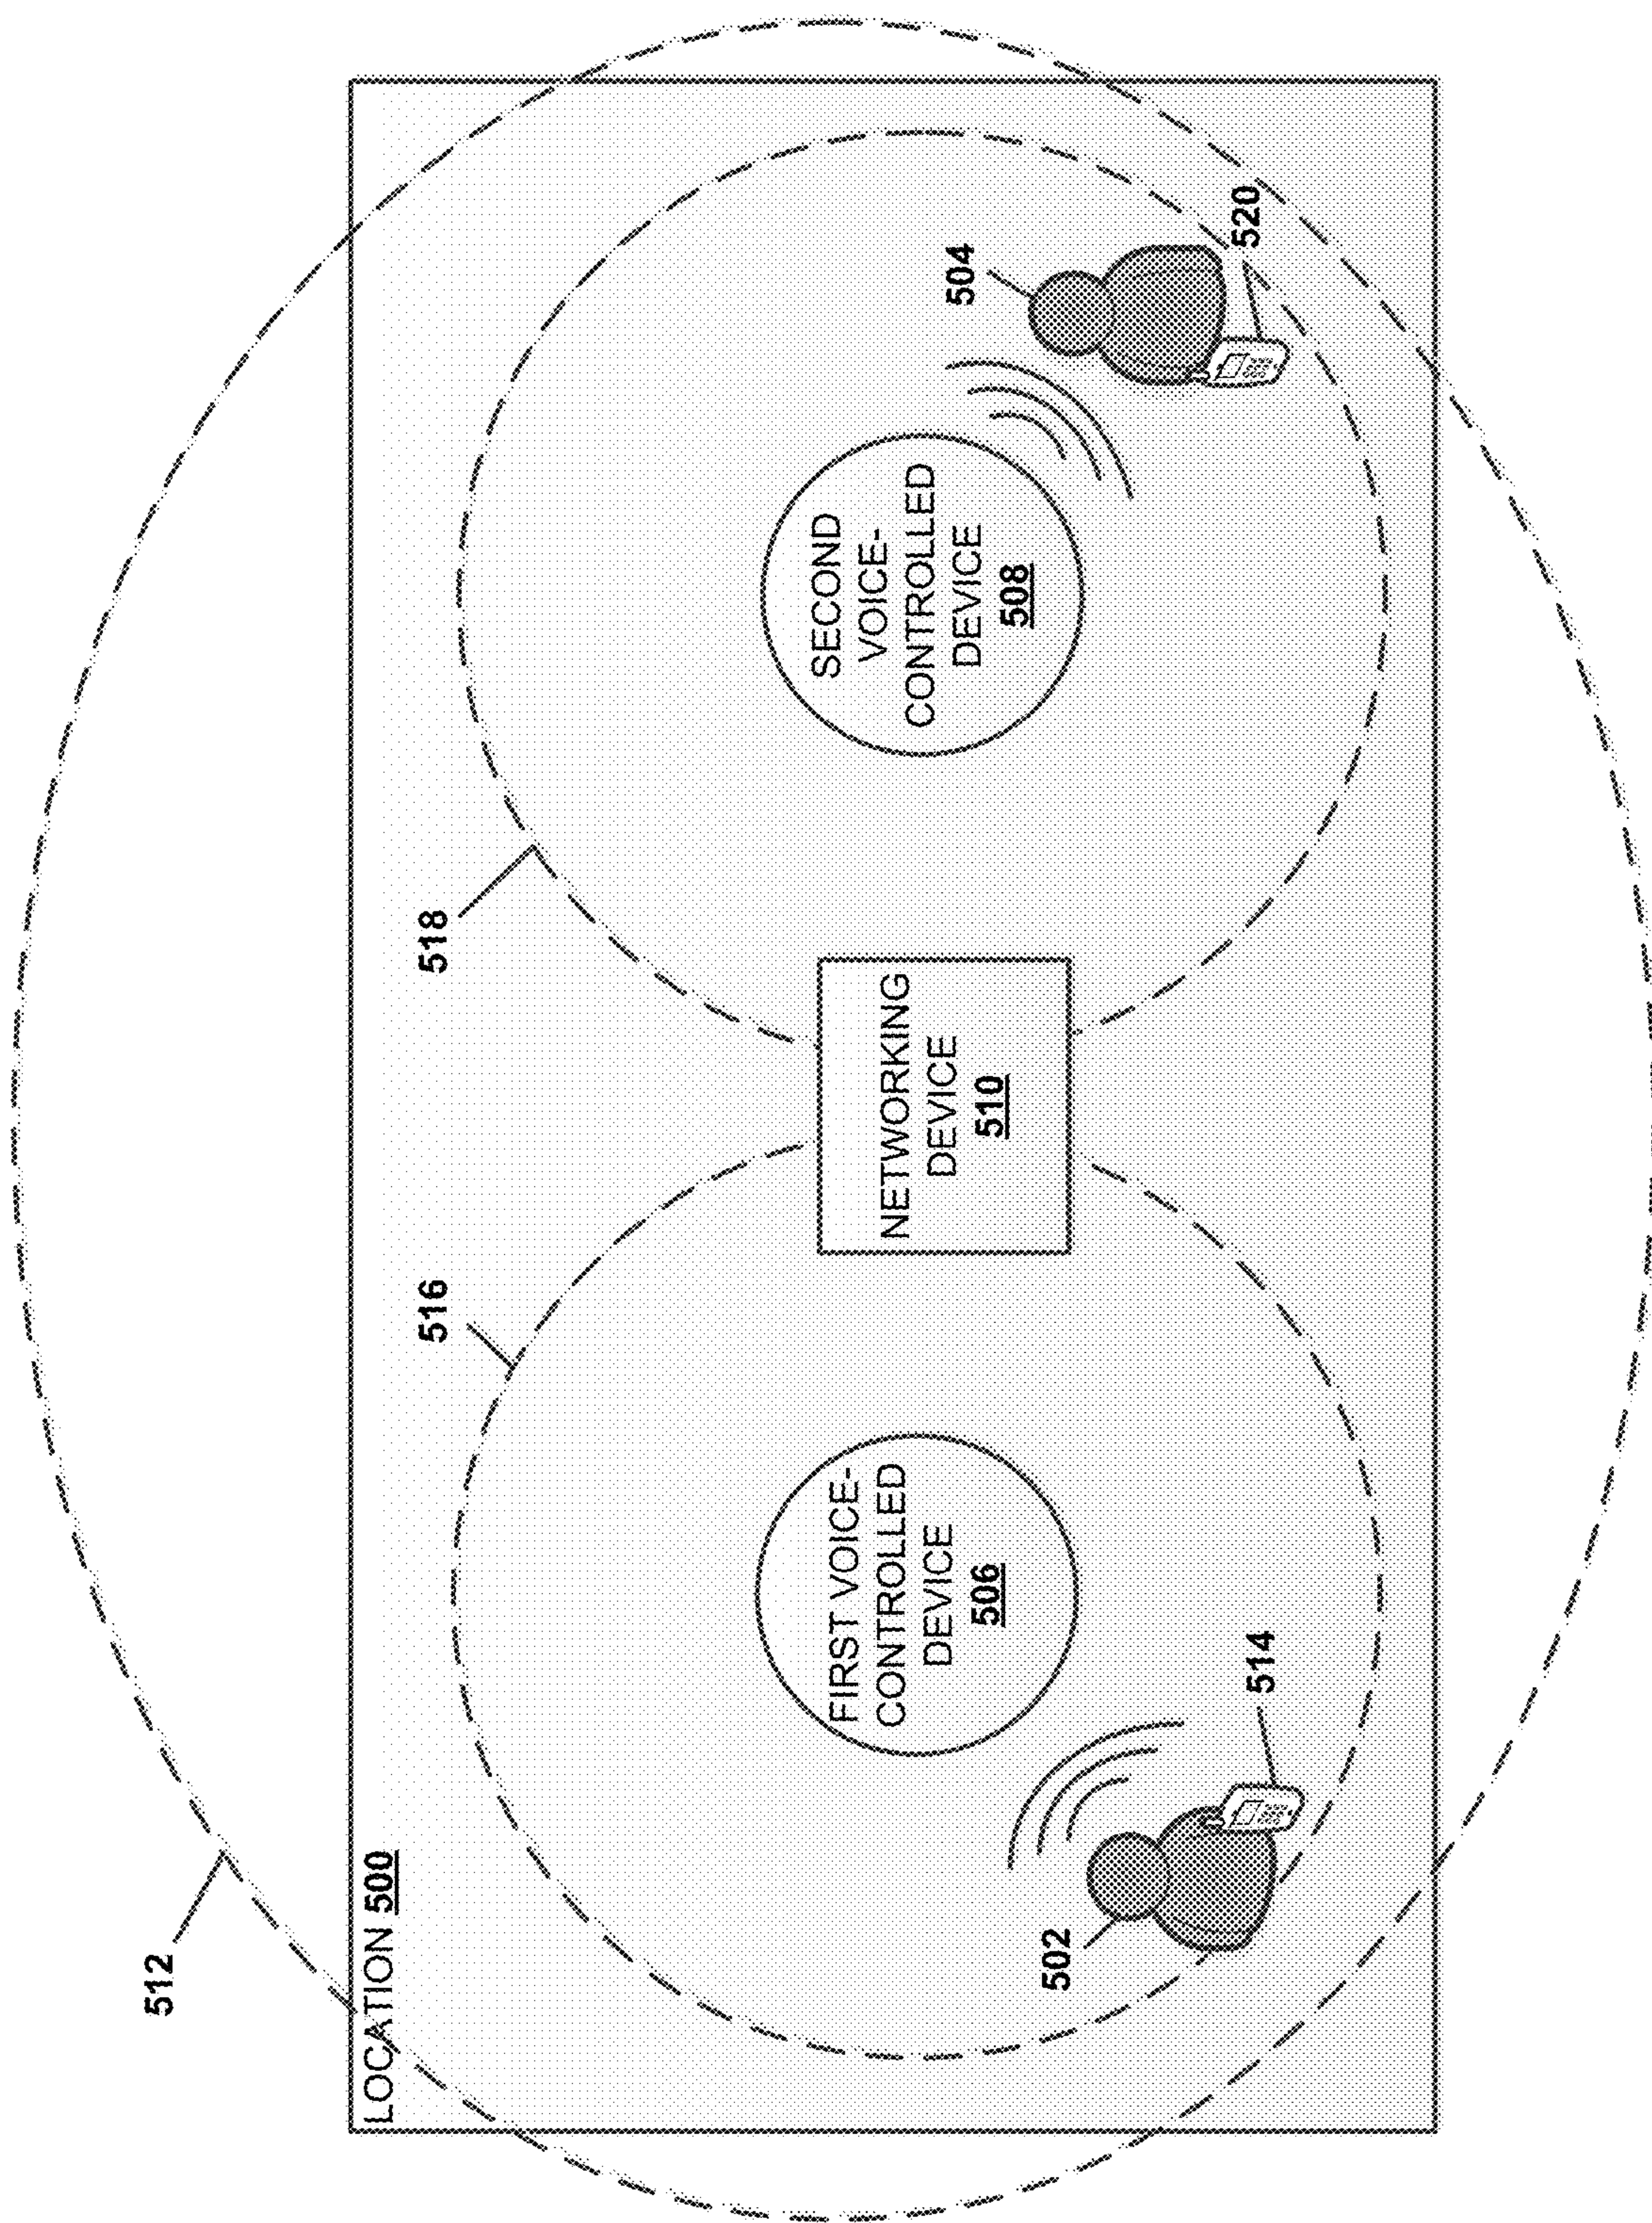 512
LOCATION 500
516
518
FIRST VOICE-
CONTROLLED
DEVICE
506
NETWORKING
DEVICE
510
SECOND
VOICE-
CONTROLLED
DEVICE
508
502
514
504
520